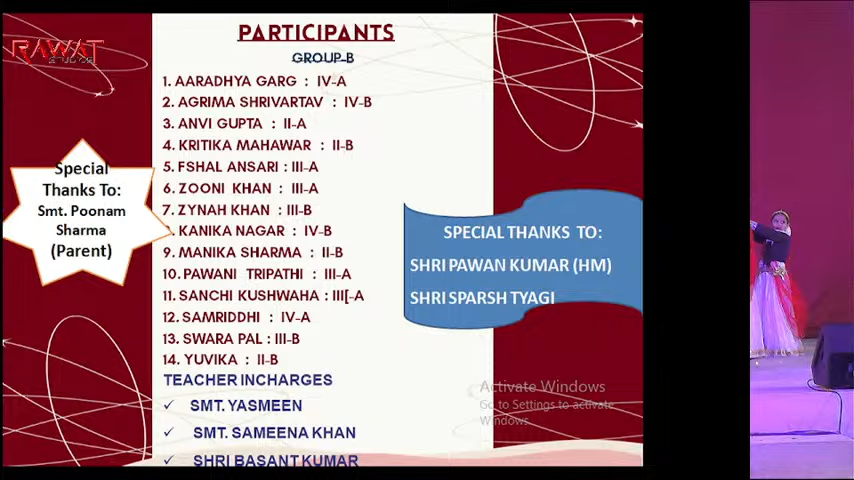 RAWAT
STUDIOS
PARTICIPANTS
GROUP-B
1. AARADHYA GARG : IV-A
2. AGRIMA SHRIVARTAV : IV-B
3. ANVI GUPTA : II-A
4. KRITIKA MAHAWAR : II-B
5. FSHAL ANSARI : III-A
6. ZOONI KHAN : III-A
7. ZYNAH KHAN : III-B
KANIKA NAGAR : IV-B
9. MANIKA SHARMA : II-B
10. PAWANI TRIPATHI : III-A
11. SANCHI KUSHWAHA : III[-A
12. SAMRIDDHI : IV-A
13. SWARA PAL : III-B
14. YUVIKA : II-B
TEACHER INCHARGES
✓ SMT. YASMEEN
✓ SMT. SAMEENA KHAN
✓ SHRI BASANT KUMAR
Special
Thanks To:
Smt. Poonam
Sharma
(Parent)
SPECIAL THANKS TO:
SHRI PAWAN KUMAR (HM)
SHRI SPARSH TYAGI
Activate Windows
Go to Settings to activate
Windows.